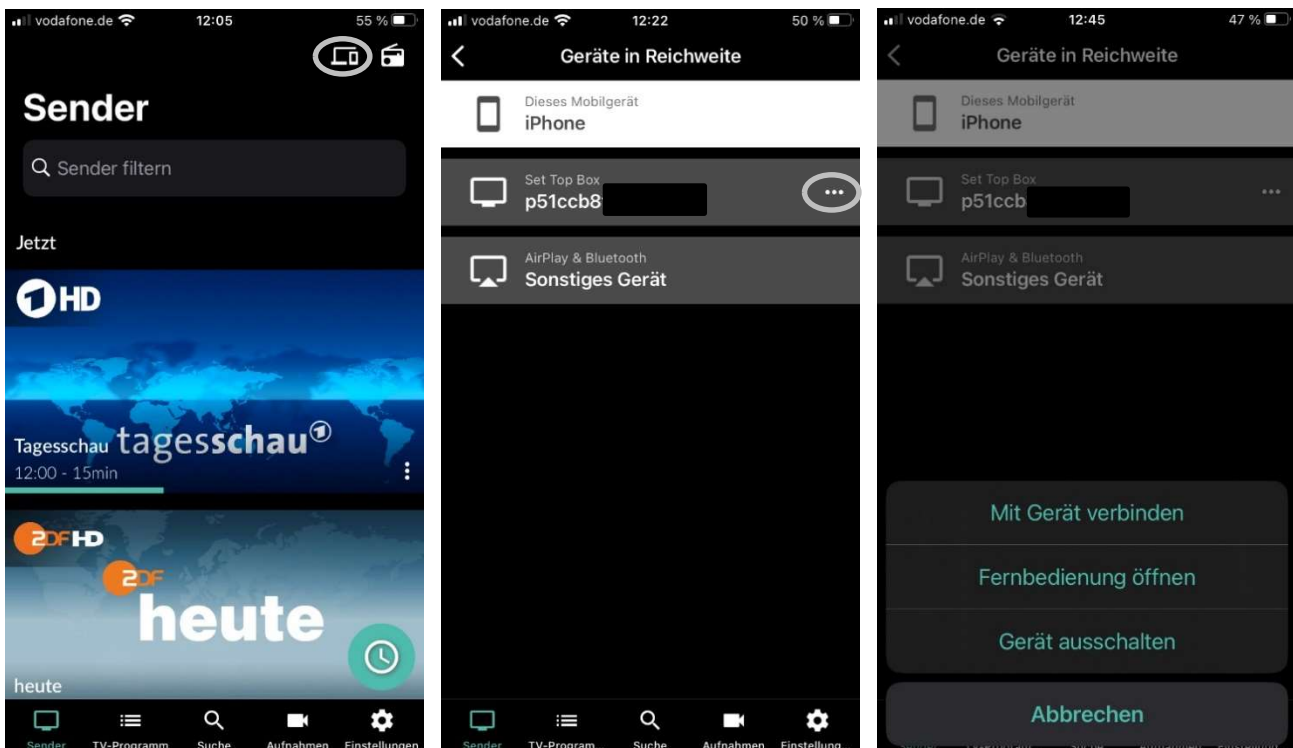 vodafone.de 12:05 55 %
Sender
Sender filtern
Jetzt
1 HD
Tagesschau tagesschau
12:00 - 15min
2DF HD
2DF
heute
heute
Sender TV-Programm Suche Aufnahmen Einstellungen
vodafone.de 12:22 50 %
Geräte in Reichweite
Dieses Mobilgerät
iPhone
Set Top Box
p51ccb8
AirPlay & Bluetooth
Sonstiges Gerät
Sender TV-Program... Suche Aufnahmen Einstellung...
vodafone.de 12:45 47 %
Geräte in Reichweite
Dieses Mobilgerät
iPhone
Set Top Box
p51ccb
AirPlay & Bluetooth
Sonstiges Gerät
Mit Gerät verbinden
Fernbedienung öffnen
Gerät ausschalten
Abbrechen